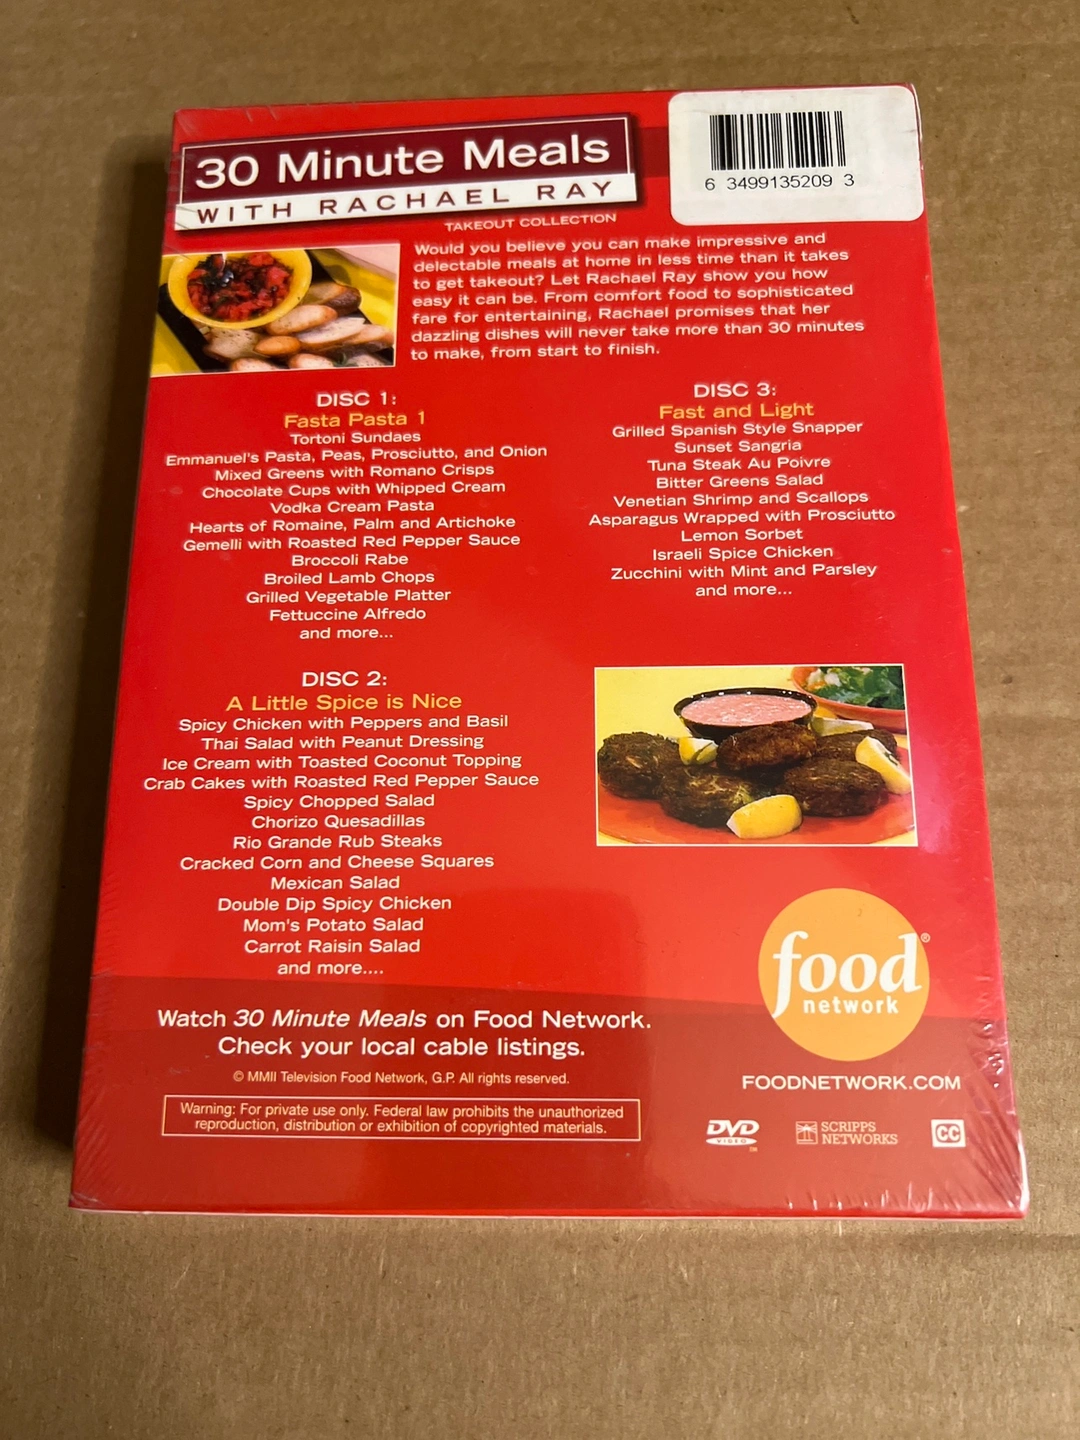 30 Minute Meals
WITH RACHAEL RAY
TAKEOUT COLLECTION
6 3499135209 3
Would you believe you can make impressive and
delectable meals at home in less time than it takes
to get takeout? Let Rachael Ray show you how
easy it can be. From comfort food to sophisticated
fare for entertaining, Rachael promises that her
dazzling dishes will never take more than 30 minutes
to make, from start to finish.
DISC 1:
Fasta Pasta 1
Tortoni Sundaes
Emmanuel's Pasta, Peas, Prosciutto, and Onion
Mixed Greens with Romano Crisps
Chocolate Cups with Whipped Cream
Vodka Cream Pasta
Hearts of Romaine, Palm and Artichoke
Gemelli with Roasted Red Pepper Sauce
Broccoli Rabe
Broiled Lamb Chops
Grilled Vegetable Platter
Fettuccine Alfredo
and more...
DISC 2:
A Little Spice is Nice
Spicy Chicken with Peppers and Basil
Thai Salad with Peanut Dressing
Ice Cream with Toasted Coconut Topping
Crab Cakes with Roasted Red Pepper Sauce
Spicy Chopped Salad
Chorizo Quesadillas
Rio Grande Rub Steaks
Cracked Corn and Cheese Squares
Mexican Salad
Double Dip Spicy Chicken
Mom's Potato Salad
Carrot Raisin Salad
and more....
DISC 3:
Fast and Light
Grilled Spanish Style Snapper
Sunset Sangria
Tuna Steak Au Poivre
Bitter Greens Salad
Venetian Shrimp and Scallops
Asparagus Wrapped with Prosciutto
Lemon Sorbet
Israeli Spice Chicken
Zucchini with Mint and Parsley
and more...
Watch 30 Minute Meals on Food Network.
Check your local cable listings.
© MMII Television Food Network, G.P. All rights reserved.
Warning: For private use only. Federal law prohibits the unauthorized
reproduction, distribution or exhibition of copyrighted materials.
food®
network
FOODNETWORK.COM
DVD
VIDEO™
SCRIPPS
NETWORKS
CC